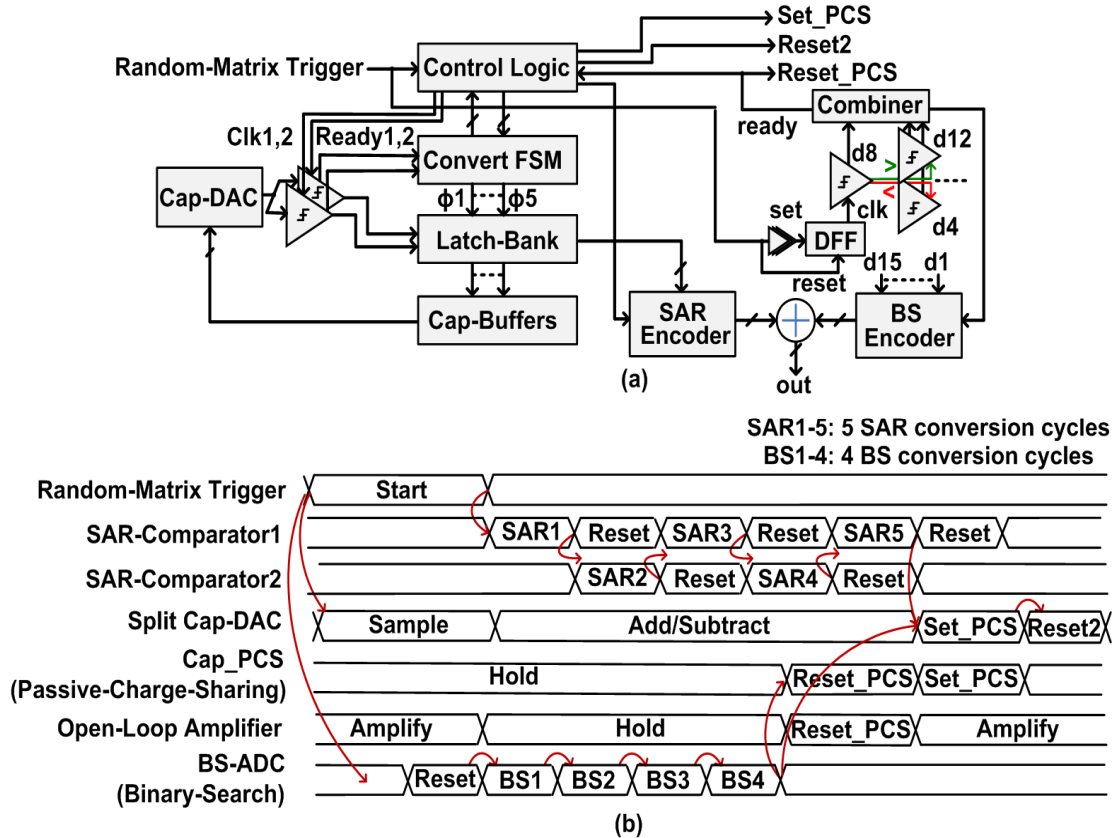 Set_PCS
Reset2
Random-Matrix Trigger
Control Logic
Reset_PCS
Combiner
Clk1,2
Ready1,2
ready
Convert FSM
d8
d12
>
<
Cap-DAC
ϕ1
ϕ5
clk
d4
set
Latch-Bank
DFF
reset
d15
d1
Cap-Buffers
SAR
Encoder
BS
Encoder
(a)
out
SAR1-5: 5 SAR conversion cycles
BS1-4: 4 BS conversion cycles
Random-Matrix Trigger
Start
SAR-Comparator1
SAR1 Reset SAR3 Reset SAR5 Reset
SAR-Comparator2
SAR2 Reset SAR4 Reset
Split Cap-DAC
Sample Add/Subtract Set_PCS Reset2
Cap_PCS
(Passive-Charge-Sharing)
Hold Reset_PCS Set_PCS
Open-Loop Amplifier
Amplify Hold Reset_PCS Amplify
BS-ADC
(Binary-Search)
Reset BS1 BS2 BS3 BS4
(b)